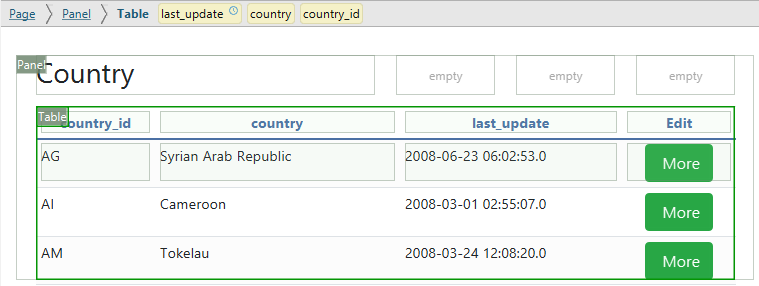 Page Panel Table last_update country country_id
Panel
Country empty empty empty
Table
country_id country last_update Edit
AG Syrian Arab Republic 2008-06-23 06:02:53.0 More
AI Cameroon 2008-03-01 02:55:07.0 More
AM Tokelau 2008-03-24 12:08:20.0 More